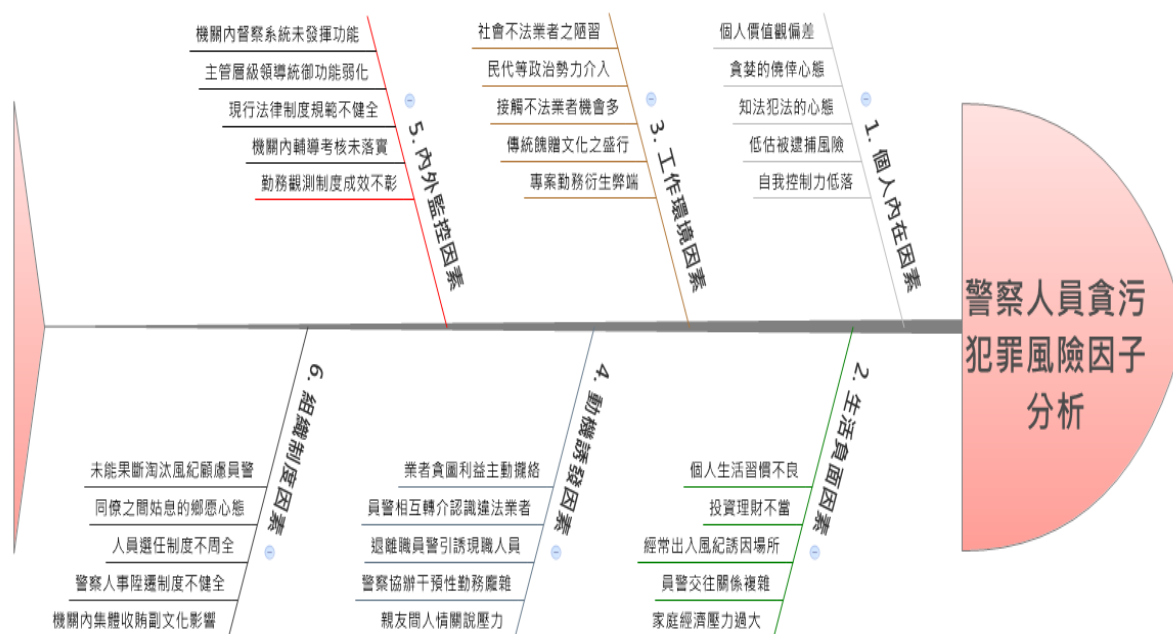 機關內督察系統未發揮功能
主管層級領導統御功能弱化
現行法律制度規範不健全
機關內輔導考核未落實
勤務觀測制度成效不彰
5. 內外監控因素
社會不法業者之陋習
民代等政治勢力介入
接觸不法業者機會多
傳統餽贈文化之盛行
專案勤務衍生弊端
3. 工作環境因素
個人價值觀偏差
貪婪的僥倖心態
知法犯法的心態
低估被逮捕風險
自我控制力低落
1. 個人內在因素
警察人員貪污
犯罪風險因子
分析
6. 組織制度因素
未能果斷淘汰風紀顧慮員警
同僚之間姑息的鄉愿心態
人員選任制度不周全
警察人事陞遷制度不健全
機關內集體收賄副文化影響
4. 動機誘發因素
業者貪圖利益主動攏絡
員警相互轉介認識違法業者
退離職員警引誘現職人員
警察協辦干預性勤務龐雜
親友間人情關說壓力
2. 生活負面因素
個人生活習慣不良
投資理財不當
經常出入風紀誘因場所
員警交往關係複雜
家庭經濟壓力過大